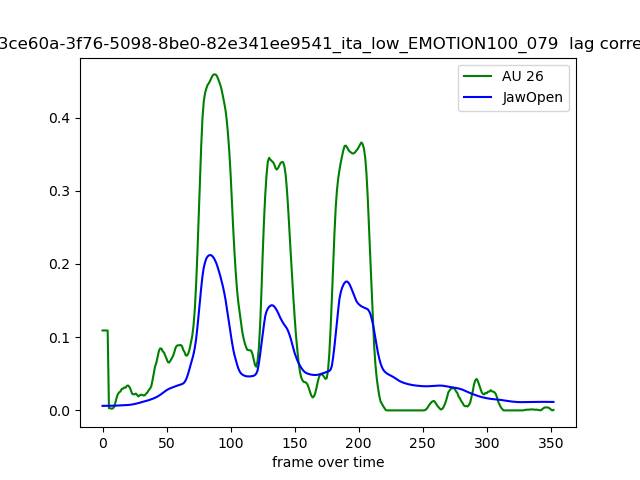 3ce60a-3f76-5098-8be0-82e341ee9541_ita_low_EMOTION100_079 lag corre
AU 26
JawOpen
0.4
0.3
0.2
0.1
0.0
0 50 100 150 200 250 300 350
frame over time